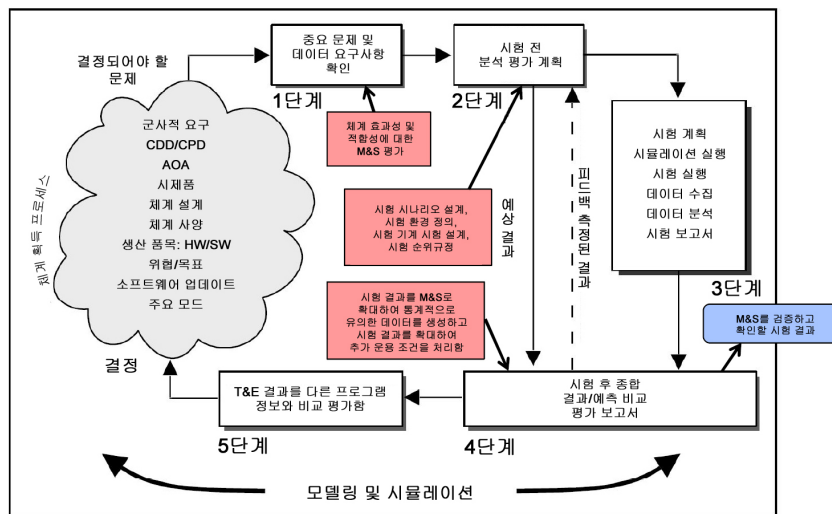 결정되어야 할
문제
중요 문제 및
데이터 요구사항
확인
1단계
시험 전
분석 평가 계획
2단계
체계 효과성 및
적합성에 대한
M&S 평가
군사적 요구
CDD/CPD
AOA
시제품
체계 설계
체계 사양
생산 품목: HW/SW
위협/목표
소프트웨어 업데이트
주요 모드
체계 획득 프로세스
시험 시나리오 설계,
시험 환경 정의,
시험 기계 시험 설계,
시험 순위규정
예상 결과
피드백 측정된 결과
시험 계획
시뮬레이션 실행
시험 실행
데이터 수집
데이터 분석
시험 보고서
3단계
시험 결과를 M&S로
확대하여 통계적으로
유의한 데이터를 생성하고
시험 결과를 확대하여
추가 운용 조건을 처리함
M&S를 검증하고
확인할 시험 결과
결정
T&E 결과를 다른 프로그램
정보와 비교 평가함
5단계
시험 후 종합
결과/예측 비교
평가 보고서
4단계
모델링 및 시뮬레이션